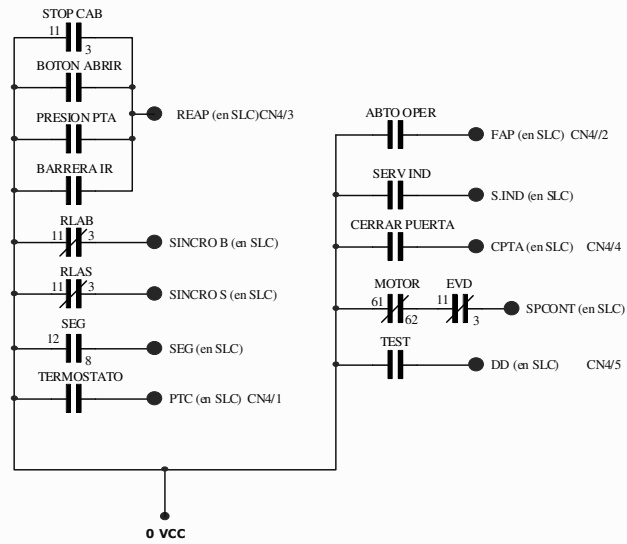 STOP CAB
11
3
BOTON ABRIR
REAP (en SLC)CN4/3
PRESION PTA
BARRERA IR
RLAB
11 3
SINCRO B (en SLC)
RLAS
11 3
SINCRO S (en SLC)
SEG
12
8
SEG (en SLC)
TERMOSTATO
PTC (en SLC) CN4/1
ABTO OPER
FAP (en SLC) CN4//2
SERV IND
S.IND (en SLC)
CERRAR PUERTA
CPTA (en SLC) CN4/4
MOTOR EVD
61 11
62 3
SPCONT (en SLC)
TEST
DD (en SLC) CN4/5
0 VCC